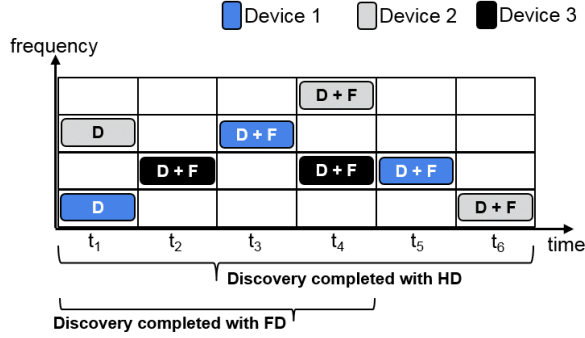 Device 1 Device 2 Device 3
frequency
D + F
D D + F
D + F D + F D + F
D D + F
t1 t2 t3 t4 t5 t6 time
Discovery completed with HD
Discovery completed with FD